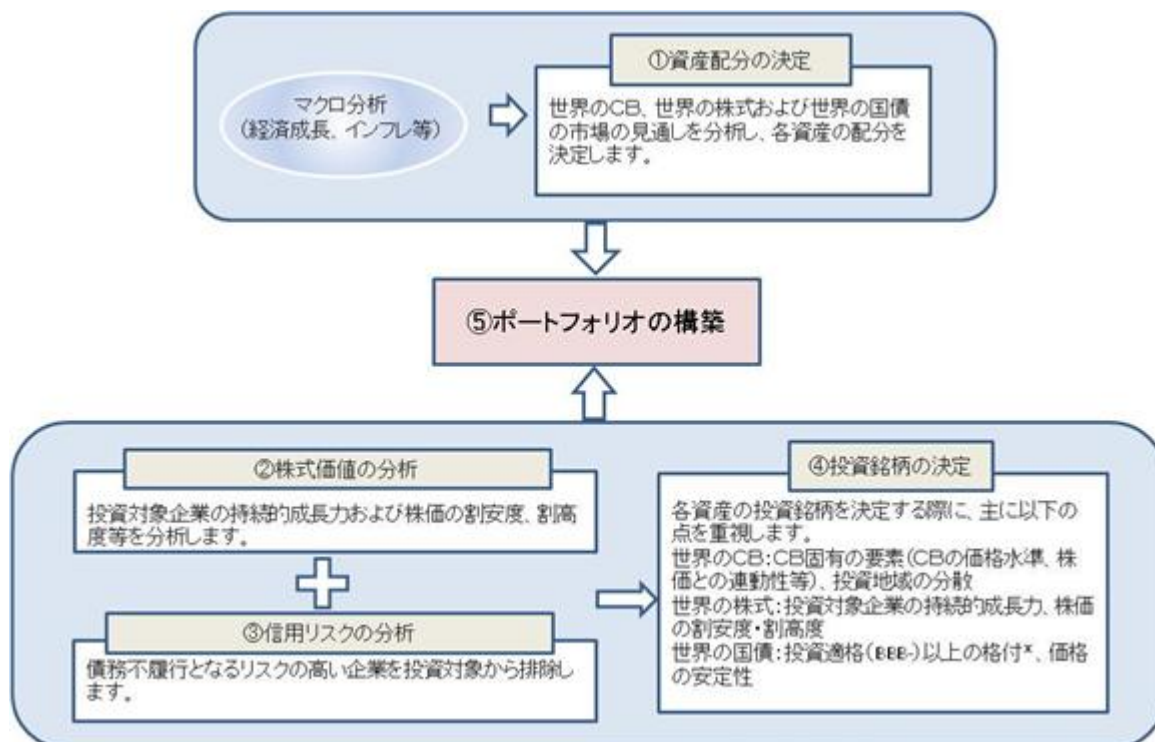 マクロ分析
(経済成長、インフレ等)
①資産配分の決定
世界のCB、世界の株式および世界の国債
の市場の見通しを分析し、各資産の配分を
決定します。
⑤ポートフォリオの構築
②株式価値の分析
投資対象企業の持続的成長力および株価の割安度、割高
度等を分析します。
③信用リスクの分析
債務不履行となるリスクの高い企業を投資対象から排除し
ます。
④投資銘柄の決定
各資産の投資銘柄を決定する際に、主に以下の
点を重視します。
世界のCB:CB固有の要素(CBの価格水準、株
価との連動性等)、投資地域の分散
世界の株式:投資対象企業の持続的成長力、株価
の割安度・割高度
世界の国債:投資適格(BBB-)以上の格付*、価格
の安定性